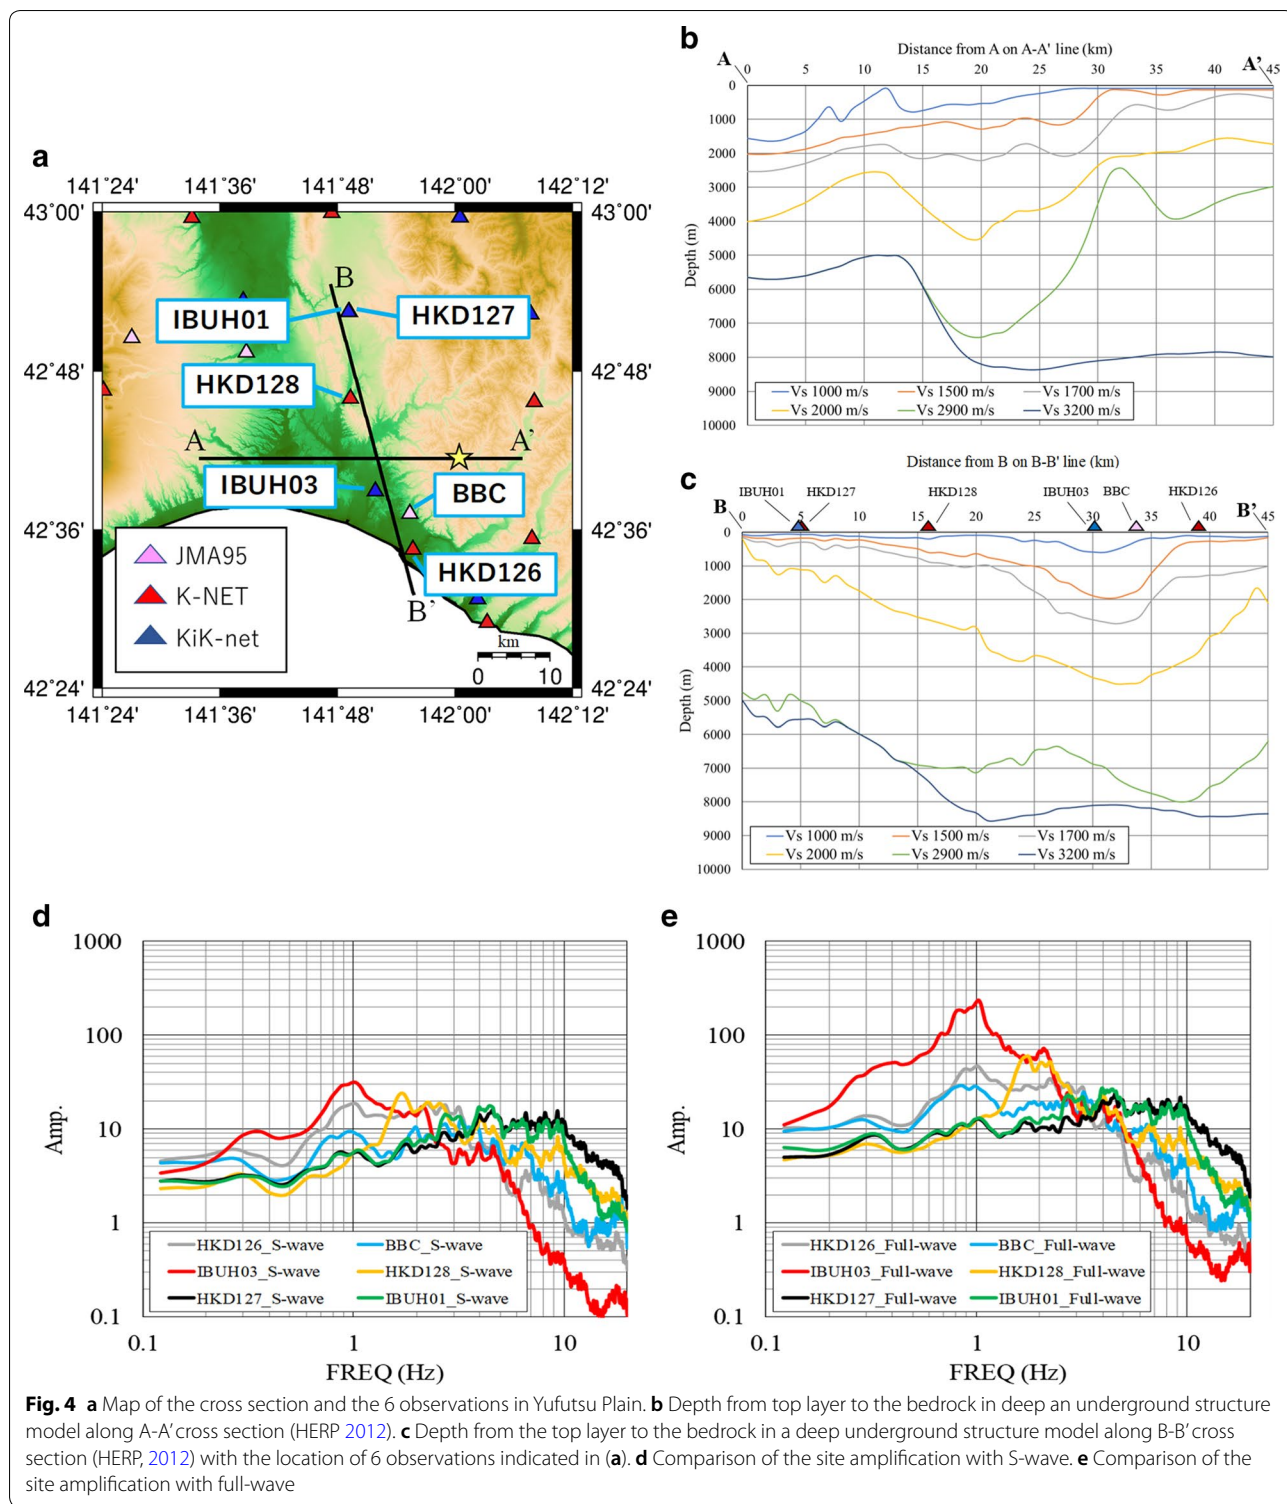 a
141˚24' 141˚36' 141˚48' 142˚00' 142˚12'
43˚00' 43˚00'
B
IBUH01 HKD127
42˚48' 42˚48'
HKD128
A A'
IBUH03 BBC
42˚36' 42˚36'
HKD126
JMA95
K-NET
KiK-net
B'
km
0 10
42˚24' 42˚24'
141˚24' 141˚36' 141˚48' 142˚00' 142˚12'
b
Distance from A on A-A' line (km)
A A'
0 5 10 15 20 25 30 35 40 45
0
1000
2000
3000
4000
5000
6000
7000
8000
9000
10000
Depth (m)
Vs 1000 m/s Vs 1500 m/s Vs 1700 m/s
Vs 2000 m/s Vs 2900 m/s Vs 3200 m/s
c
Distance from B on B-B' line (km)
IBUH01 HKD127 HKD128 IBUH03 BBC HKD126
B B'
0 5 10 15 20 25 30 35 40 45
0
1000
2000
3000
4000
5000
6000
7000
8000
9000
10000
Depth (m)
Vs 1000 m/s Vs 1500 m/s Vs 1700 m/s
Vs 2000 m/s Vs 2900 m/s Vs 3200 m/s
d
1000
100
10
1
0.1
Amp.
HKD126_S-wave BBC_S-wave
IBUH03_S-wave HKD128_S-wave
HKD127_S-wave IBUH01_S-wave
0.1 1 10
FREQ (Hz)
e
1000
100
10
1
0.1
Amp.
HKD126_Full-wave BBC_Full-wave
IBUH03_Full-wave HKD128_Full-wave
HKD127_Full-wave IBUH01_Full-wave
0.1 1 10
FREQ (Hz)
Fig. 4 a Map of the cross section and the 6 observations in Yufutsu Plain. b Depth from top layer to the bedrock in deep an underground structure
model along A-A' cross section (HERP 2012). c Depth from the top layer to the bedrock in a deep underground structure model along B-B' cross
section (HERP, 2012) with the location of 6 observations indicated in (a). d Comparison of the site amplification with S-wave. e Comparison of the
site amplification with full-wave